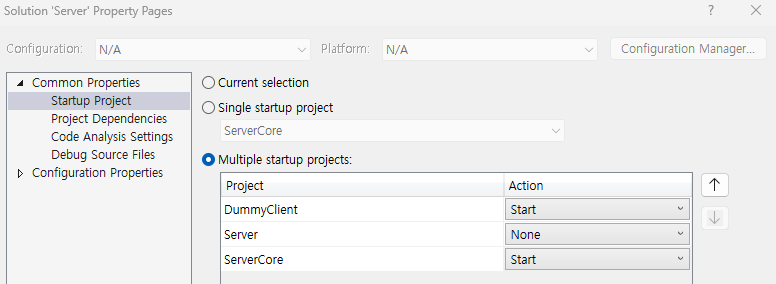 Solution 'Server' Property Pages
Configuration: N/A Platform: N/A Configuration Manager...
Common Properties
Startup Project
Project Dependencies
Code Analysis Settings
Debug Source Files
Configuration Properties
Current selection
Single startup project
ServerCore
Multiple startup projects:
Project Action
DummyClient Start
Server None
ServerCore Start